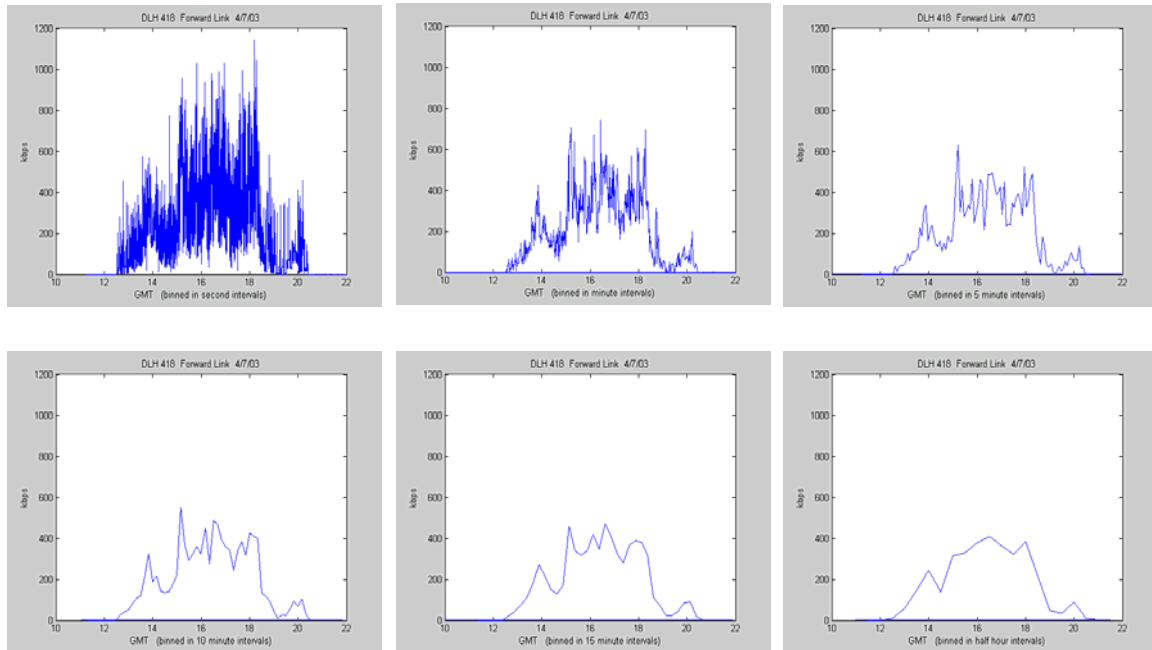 DLH 418 Forward Link 4/7/03
1200
1000
800
600
400
200
0
kbps
10 12 14 16 18 20 22
GMT (binned in second intervals)
DLH 418 Forward Link 4/7/03
1200
1000
800
600
400
200
0
kbps
10 12 14 16 18 20 22
GMT (binned in minute intervals)
DLH 418 Forward Link 4/7/03
1200
1000
800
600
400
200
0
kbps
10 12 14 16 18 20 22
GMT (binned in 5 minute intervals)
DLH 418 Forward Link 4/7/03
1200
1000
800
600
400
200
0
kbps
10 12 14 16 18 20 22
GMT (binned in 10 minute intervals)
DLH 418 Forward Link 4/7/03
1200
1000
800
600
400
200
0
kbps
10 12 14 16 18 20 22
GMT (binned in 15 minute intervals)
DLH 418 Forward Link 4/7/03
1200
1000
800
600
400
200
0
kbps
10 12 14 16 18 20 22
GMT (binned in half hour intervals)